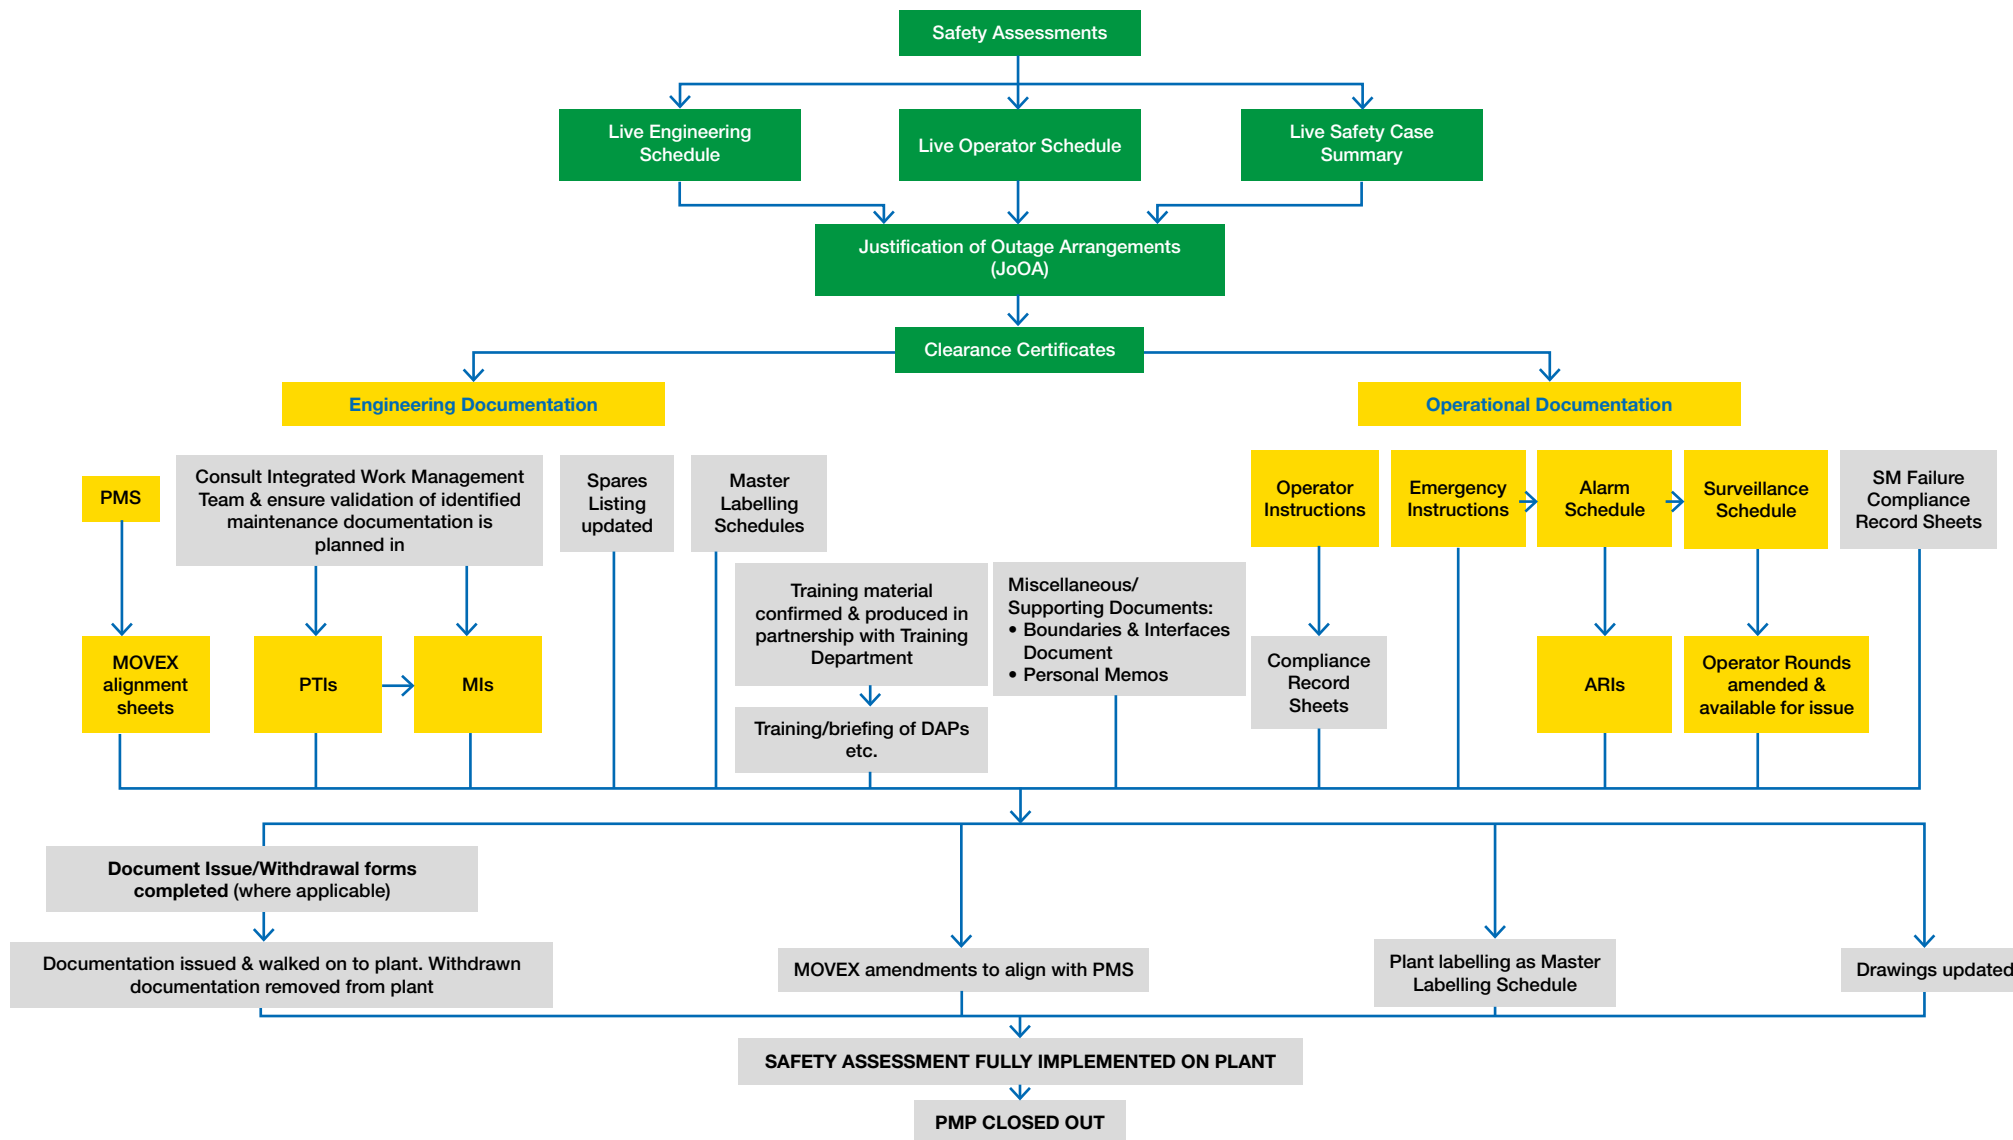 Safety Assessments
Live Engineering
Schedule
Live Operator Schedule
Live Safety Case
Summary
Justification of Outage Arrangements
(JoOA)
Clearance Certificates
Engineering Documentation
Operational Documentation
PMS
Consult Integrated Work Management
Team & ensure validation of identified
maintenance documentation is
planned in
Spares
Listing
updated
Master
Labelling
Schedules
Operator
Instructions
Emergency
Instructions
Alarm
Schedule
Surveillance
Schedule
SM Failure
Compliance
Record Sheets
Training material
confirmed & produced in
partnership with Training
Department
Miscellaneous/
Supporting Documents:
• Boundaries & Interfaces
Document
• Personal Memos
MOVEX
alignment
sheets
PTIs
MIs
Compliance
Record
Sheets
ARIs
Operator Rounds
amended &
available for issue
Training/briefing of DAPs
etc.
Document Issue/Withdrawal forms
completed (where applicable)
Documentation issued & walked on to plant. Withdrawn
documentation removed from plant
MOVEX amendments to align with PMS
Plant labelling as Master
Labelling Schedule
Drawings updated
SAFETY ASSESSMENT FULLY IMPLEMENTED ON PLANT
PMP CLOSED OUT